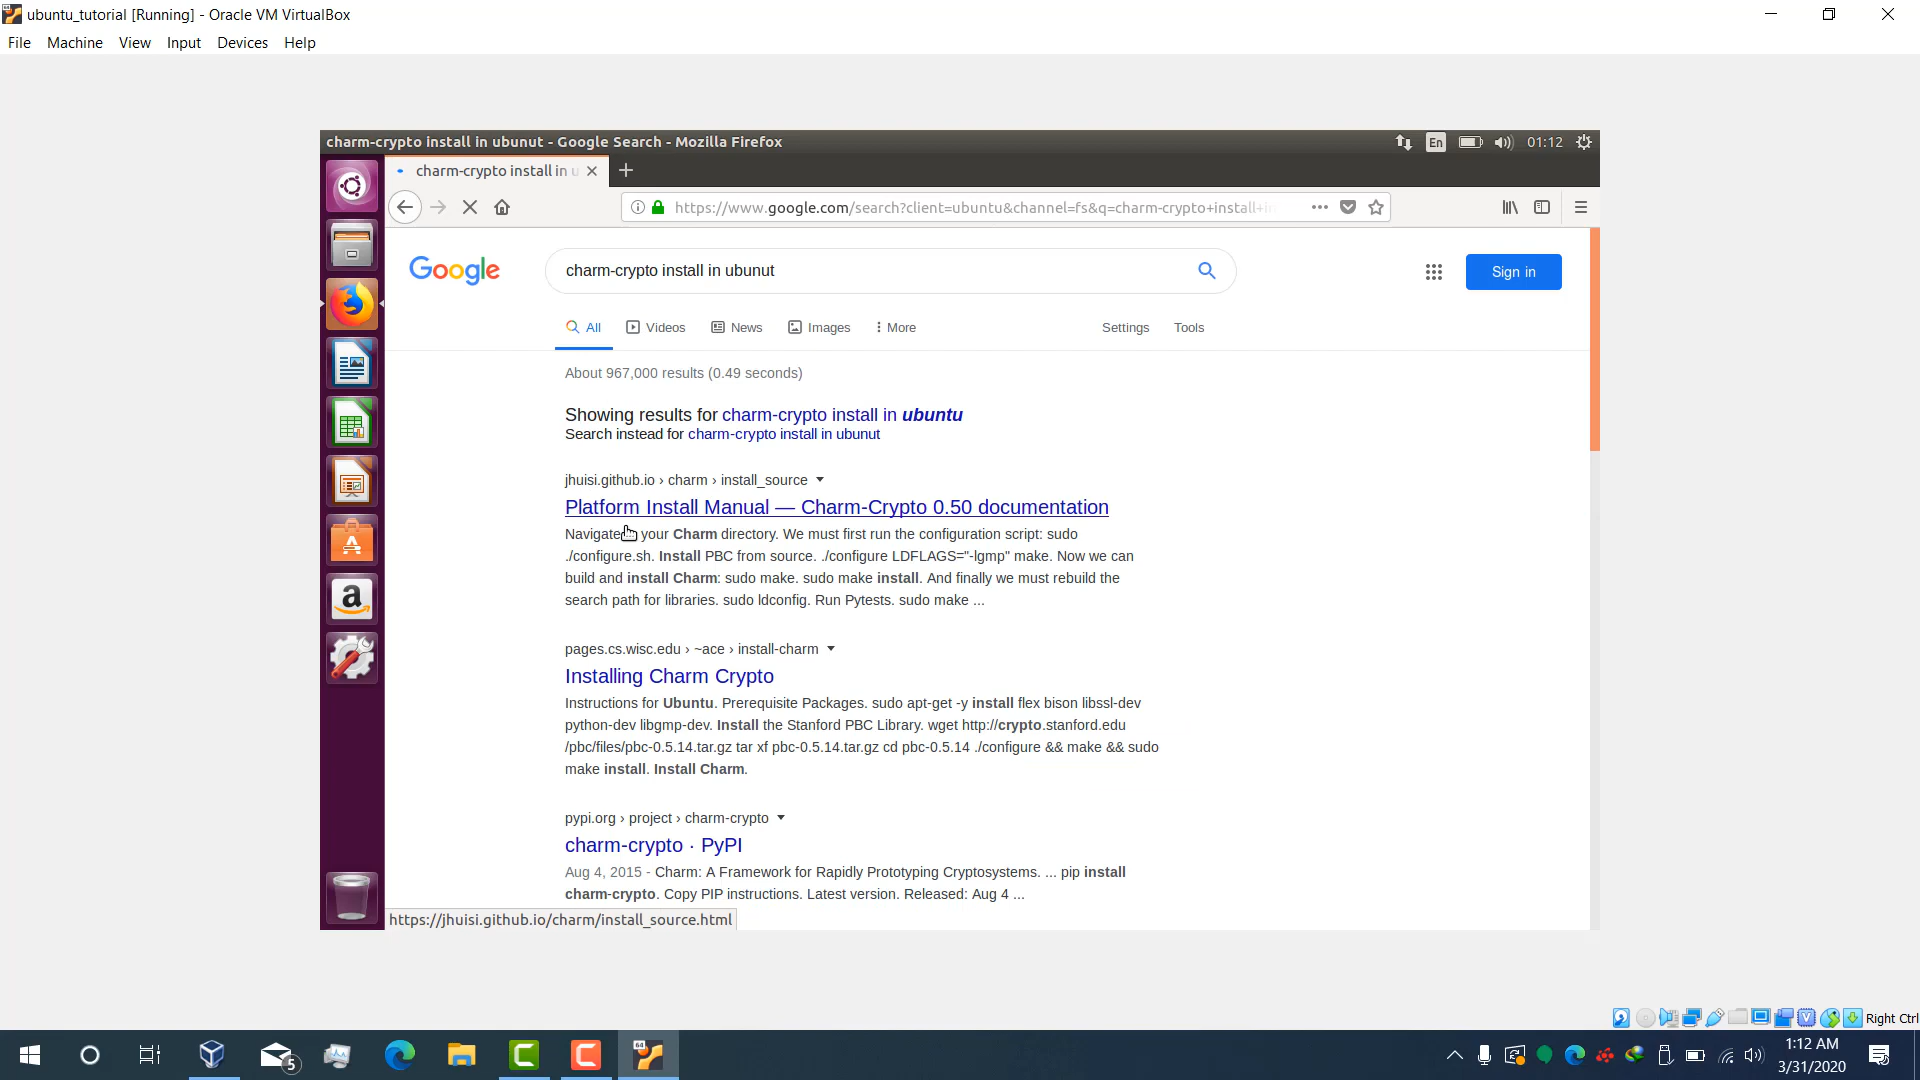 ubuntu_tutorial [Running] - Oracle VM VirtualBox
File Machine View Input Devices Help
charm-crypto install in ubunut - Google Search - Mozilla Firefox
En
01:12
charm-crypto install in u
https://www.google.com/search?client=ubuntu&channel=fs&q=charm-crypto+install+in
Google
charm-crypto install in ubunut
Sign in
All
Videos
News
Images
More
Settings
Tools
About 967,000 results (0.49 seconds)
Showing results for charm-crypto install in ubuntu
Search instead for charm-crypto install in ubunut
jhuisi.github.io › charm › install_source
Platform Install Manual — Charm-Crypto 0.50 documentation
Navigate your Charm directory. We must first run the configuration script: sudo
./configure.sh. Install PBC from source. ./configure LDFLAGS="-lgmp" make. Now we can
build and install Charm: sudo make. sudo make install. And finally we must rebuild the
search path for libraries. sudo ldconfig. Run Pytests. sudo make ...
pages.cs.wisc.edu › ~ace › install-charm
Installing Charm Crypto
Instructions for Ubuntu. Prerequisite Packages. sudo apt-get -y install flex bison libssl-dev
python-dev libgmp-dev. Install the Stanford PBC Library. wget http://crypto.stanford.edu
/pbc/files/pbc-0.5.14.tar.gz tar xf pbc-0.5.14.tar.gz cd pbc-0.5.14 ./configure && make && sudo
make install. Install Charm.
pypi.org › project › charm-crypto
charm-crypto · PyPI
Aug 4, 2015 - Charm: A Framework for Rapidly Prototyping Cryptosystems. ... pip install
charm-crypto. Copy PIP instructions. Latest version. Released: Aug 4 ...
https://jhuisi.github.io/charm/install_source.html
Right Ctrl
5
64
1:12 AM
3/31/2020